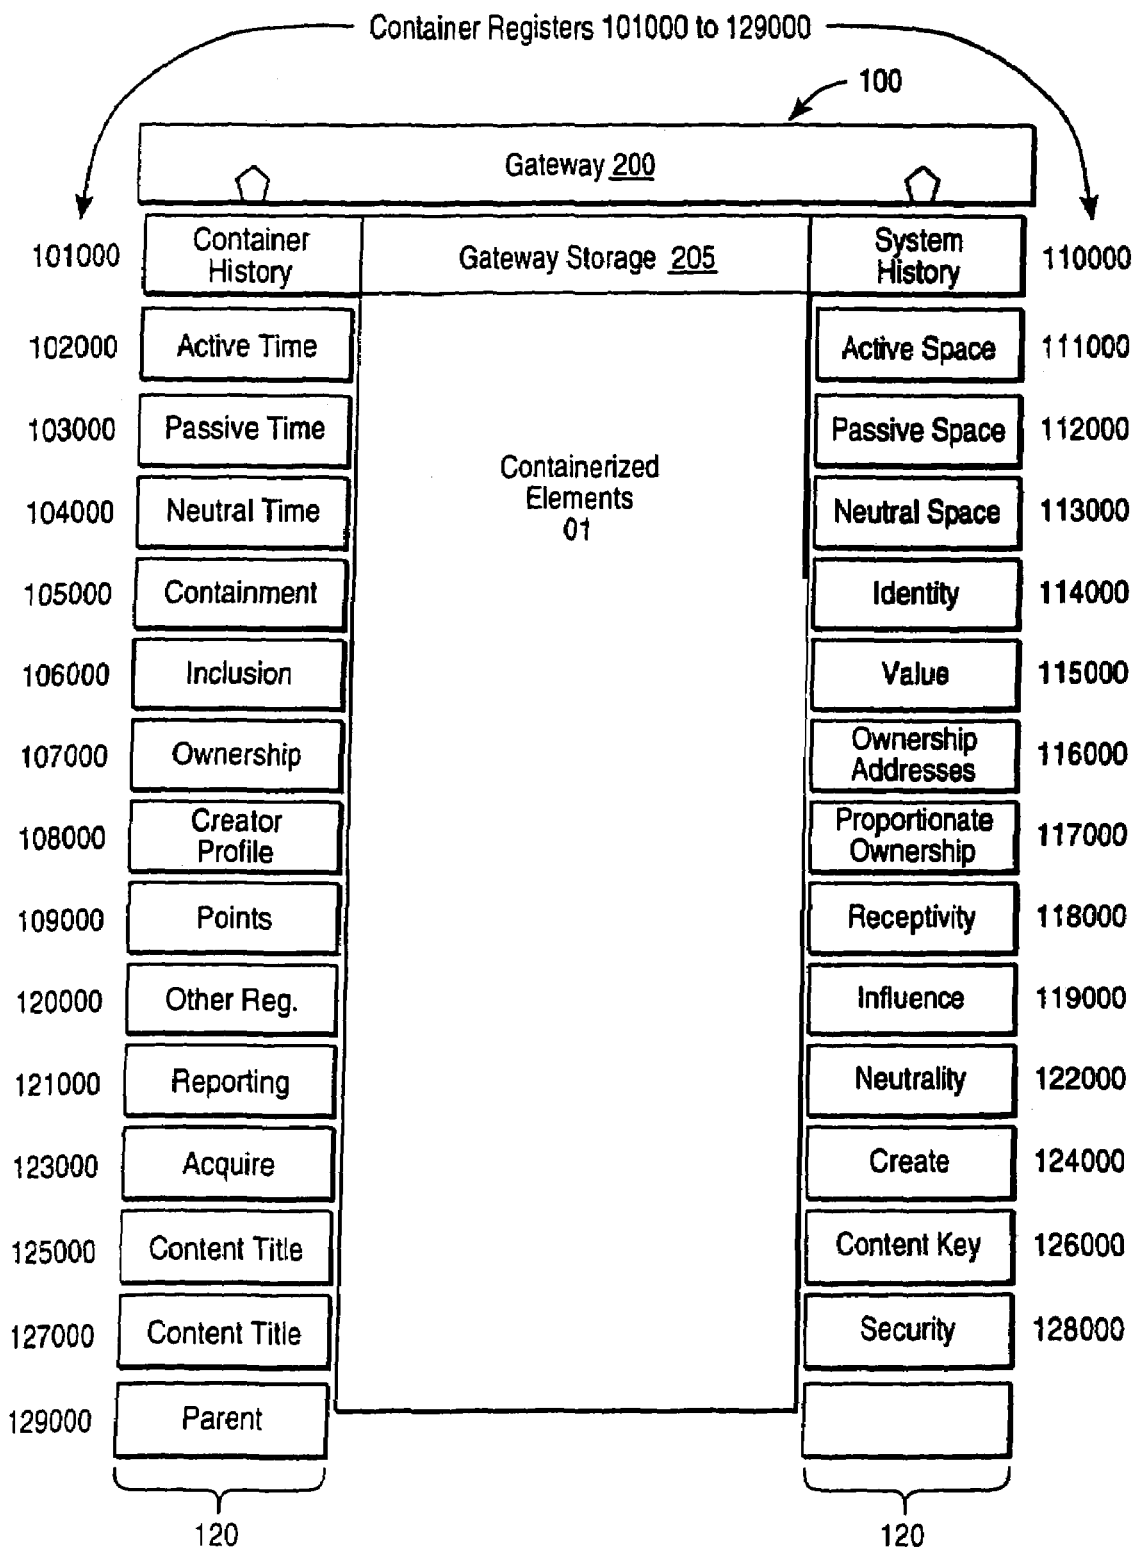 Container Registers 101000 to 129000
100
Gateway 200
101000
Container
History
Gateway Storage 205
System
History
110000
102000
Active Time
Active Space
111000
103000
Passive Time
Passive Space
112000
Containerized
Elements
01
104000
Neutral Time
Neutral Space
113000
105000
Containment
Identity
114000
106000
Inclusion
Value
115000
107000
Ownership
Ownership
Addresses
116000
108000
Creator
Profile
Proportionate
Ownership
117000
109000
Points
Receptivity
118000
120000
Other Reg.
Influence
119000
121000
Reporting
Neutrality
122000
123000
Acquire
Create
124000
125000
Content Title
Content Key
126000
127000
Content Title
Security
128000
129000
Parent
120
120